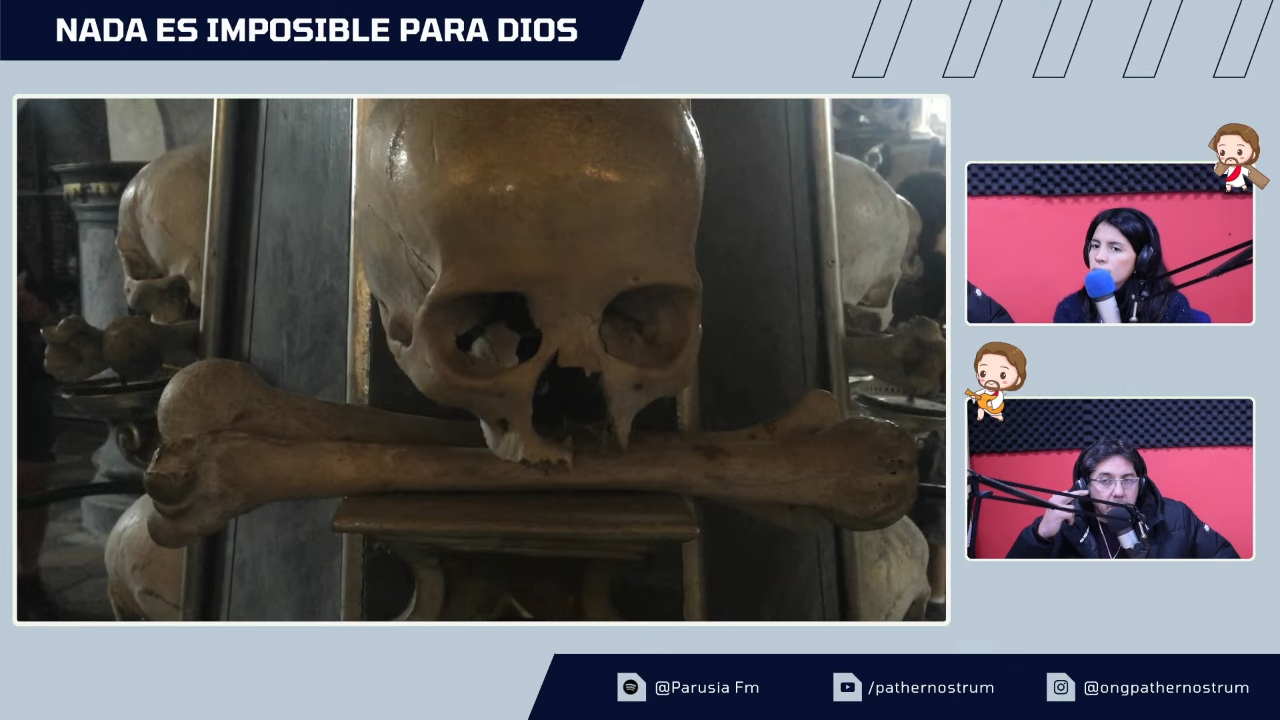 NADA ES IMPOSIBLE PARA DIOS
@Parusia Fm
/pathernostrum
@ongpathernostrum